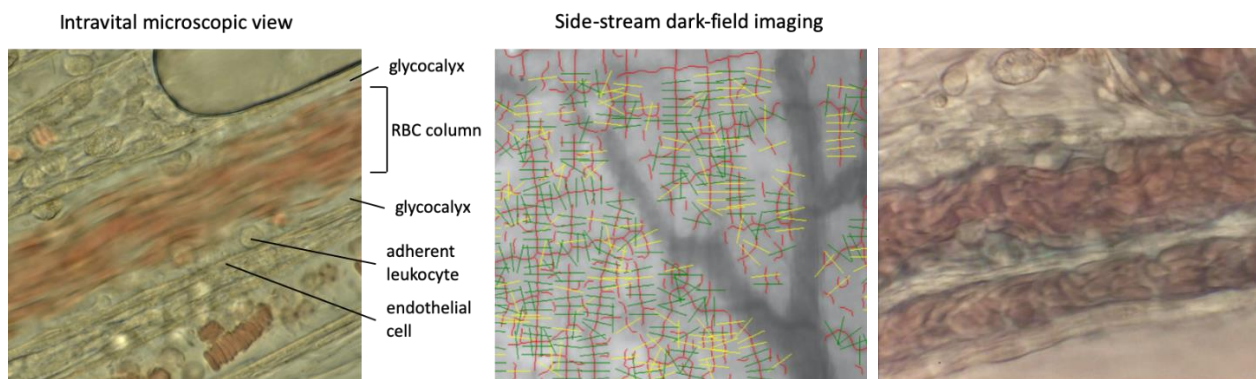 Intravital microscopic view
Side-stream dark-field imaging
glycocalyx
RBC column
glycocalyx
adherent
leukocyte
endothelial
cell